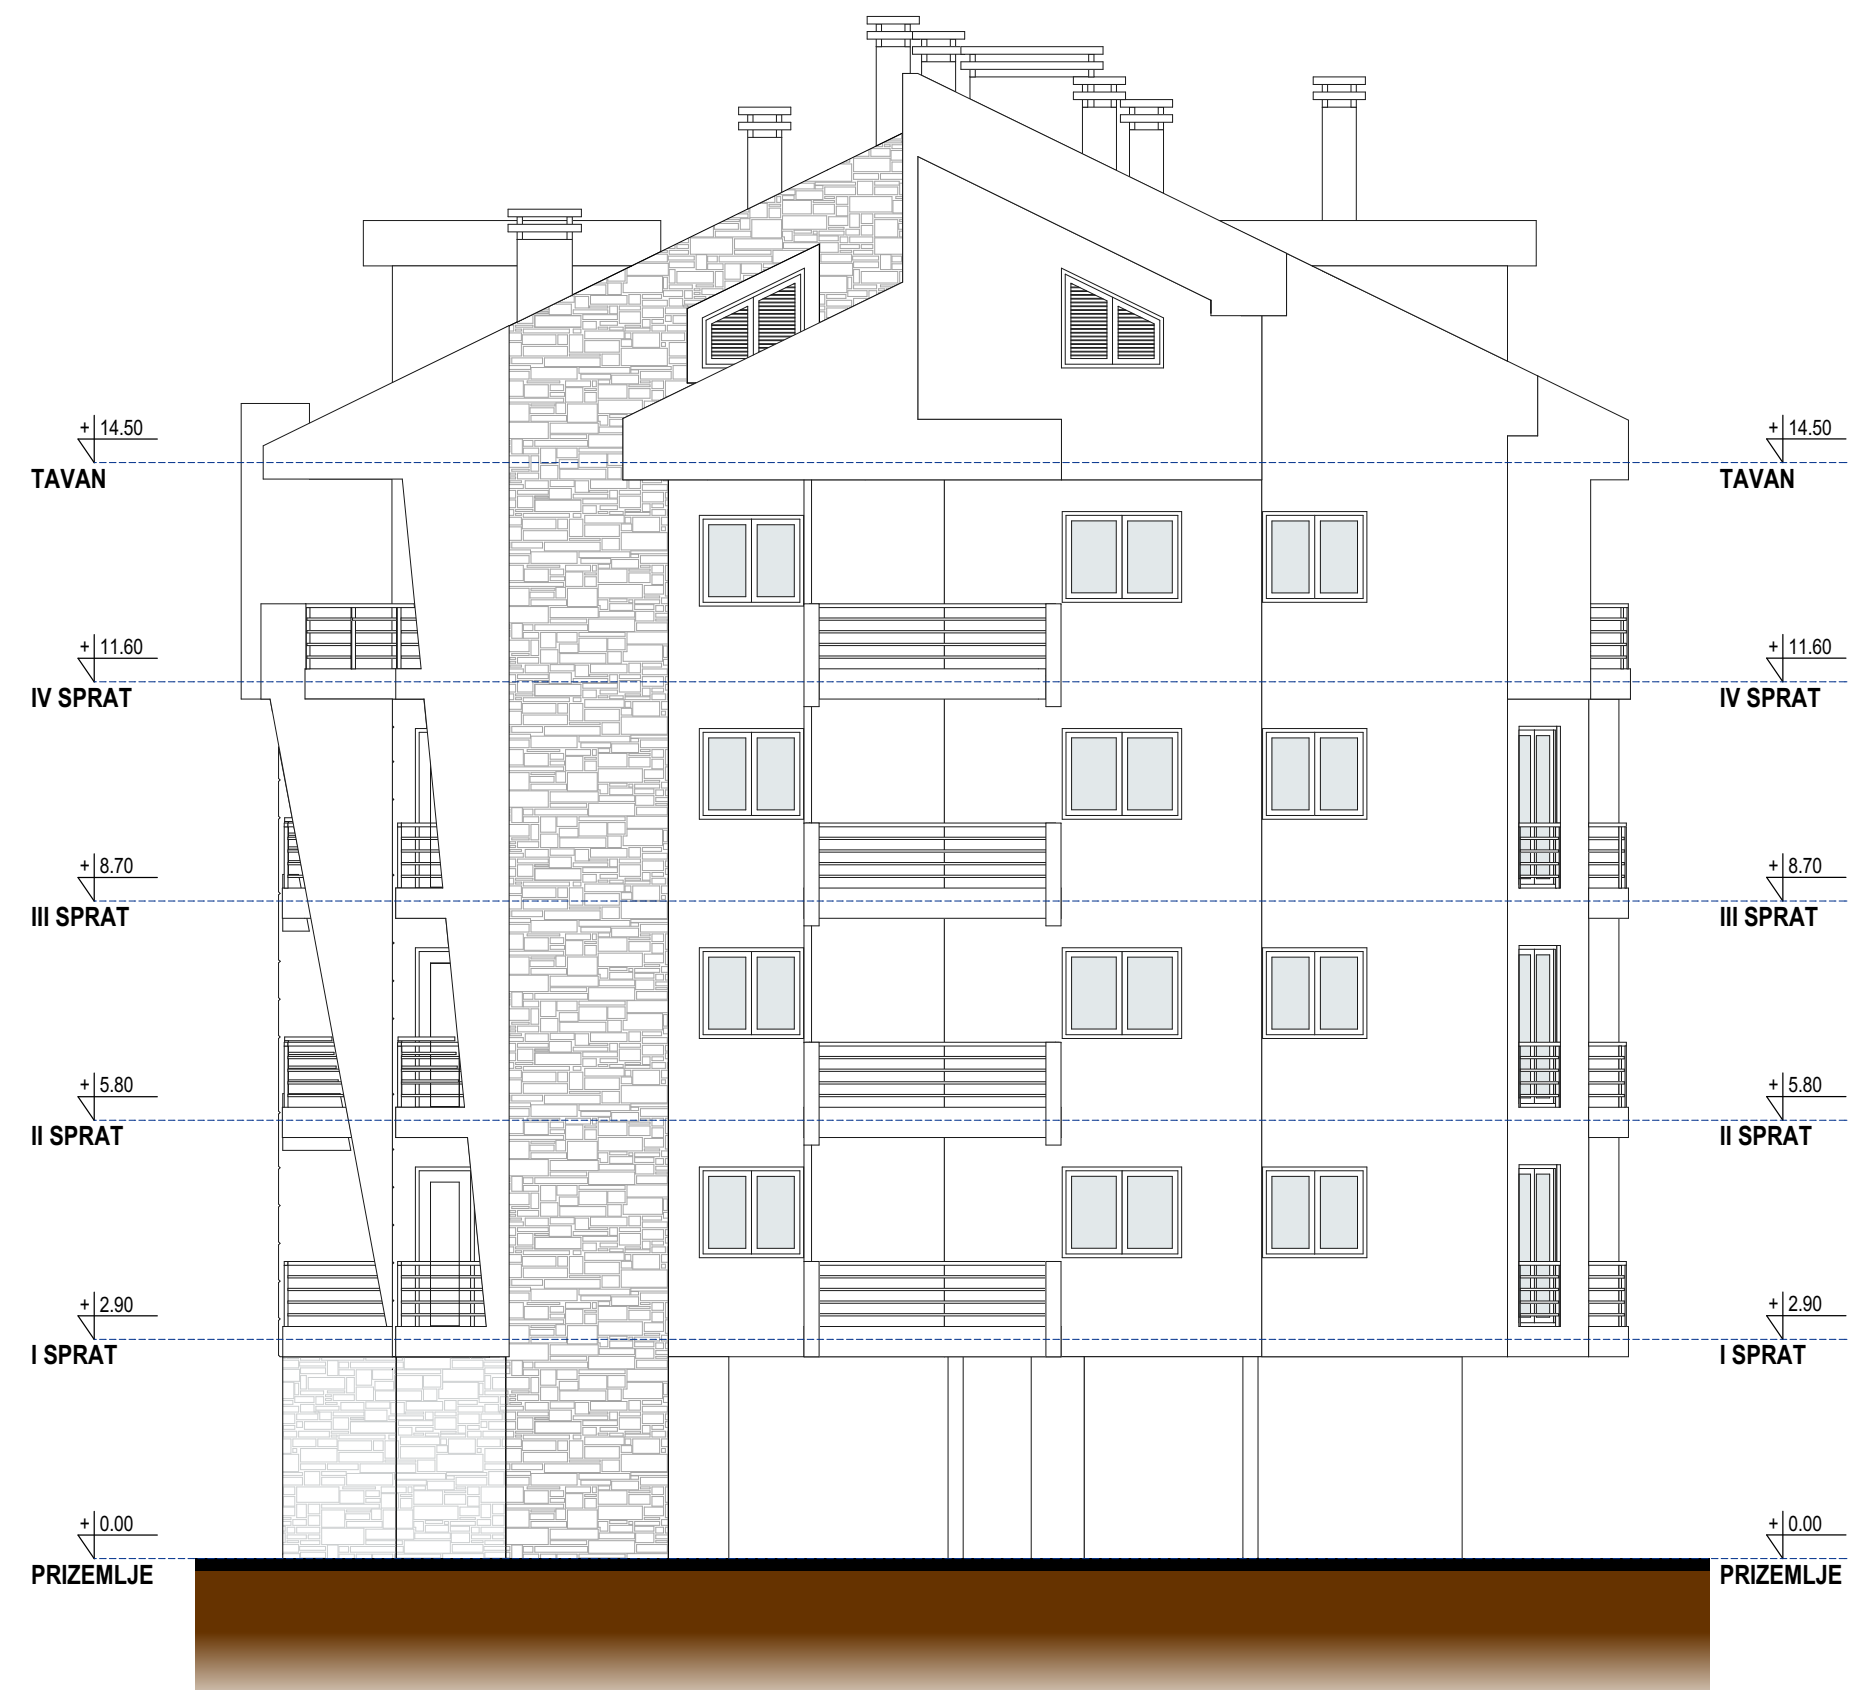 + 14.50
TAVAN
+ 14.50
TAVAN
+ 11.60
IV SPRAT
+ 11.60
IV SPRAT
+ 8.70
III SPRAT
+ 8.70
III SPRAT
+ 5.80
II SPRAT
+ 5.80
II SPRAT
+ 2.90
I SPRAT
+ 2.90
I SPRAT
+ 0.00
PRIZEMLJE
+ 0.00
PRIZEMLJE